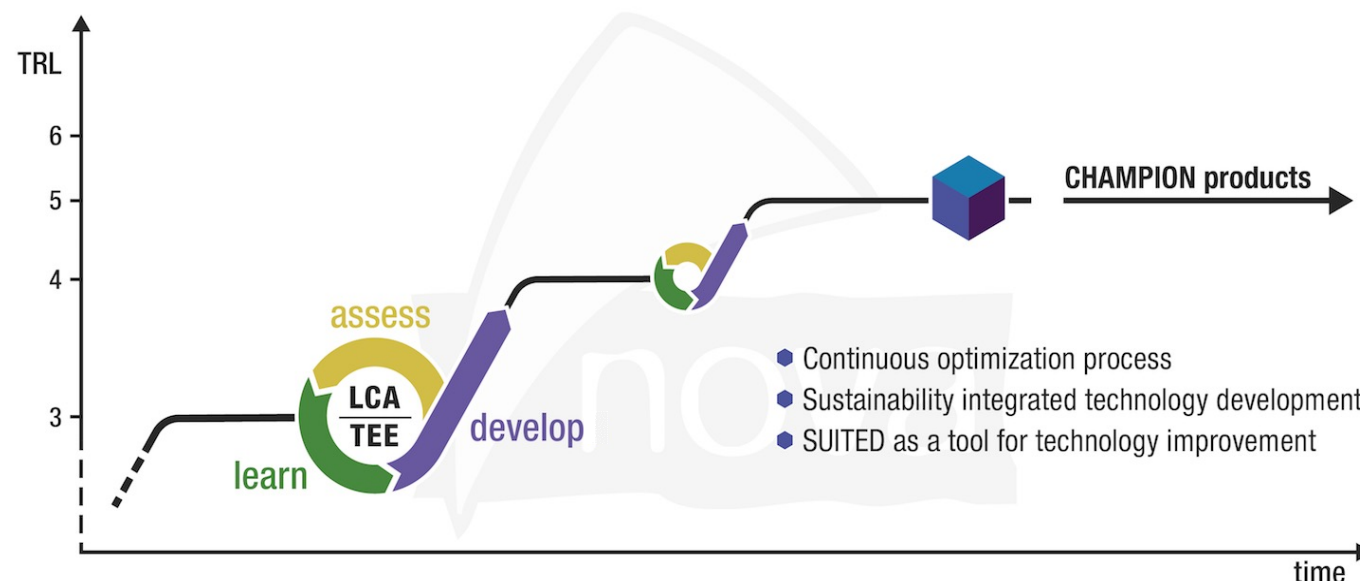 TRL
6
5
4
3
CHAMPION products
assess
LCA
TEE
develop
learn
nova
Continuous optimization process
Sustainability integrated technology development
SUITED as a tool for technology improvement
time